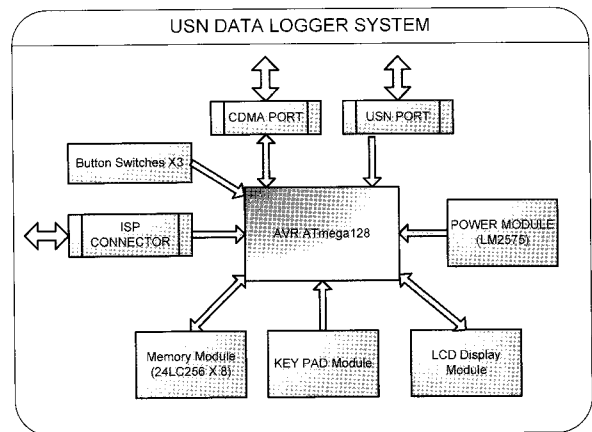 USN DATA LOGGER SYSTEM
CDMA PORT
USN PORT
Button Switches X3
ISP
CONNECTOR
AVR ATmega128
POWER MODULE
(LM2575)
Memory Module
(24LC256 X 8)
KEY PAD Module
LCD Display
Module